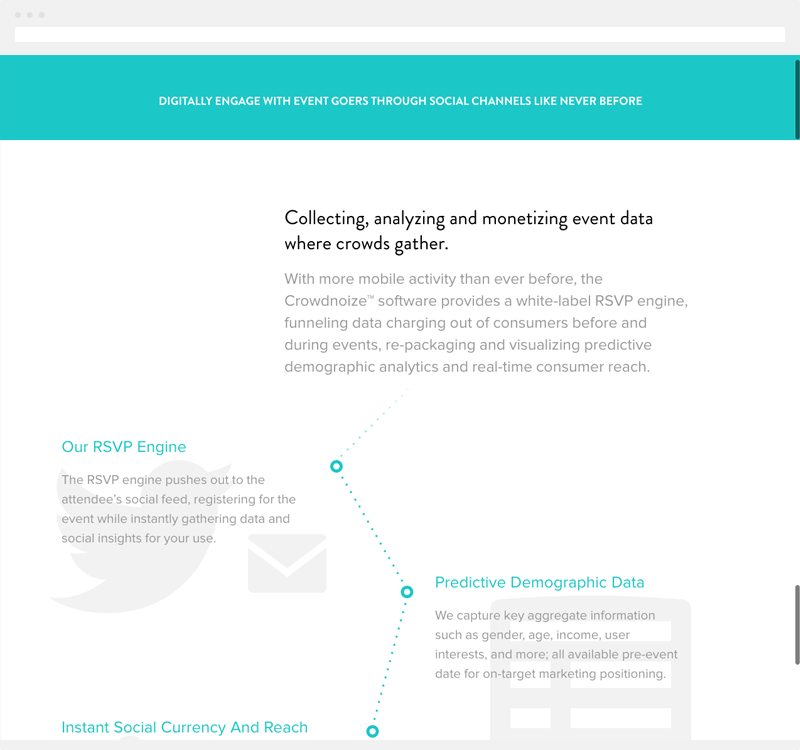 DIGITALLY ENGAGE WITH EVENT GOERS THROUGH SOCIAL CHANNELS LIKE NEVER BEFORE
Collecting, analyzing and monetizing event data
where crowds gather.
With more mobile activity than ever before, the
Crowdnoize™ software provides a white-label RSVP engine,
funneling data charging out of consumers before and
during events, re-packaging and visualizing predictive
demographic analytics and real-time consumer reach.
Our RSVP Engine
The RSVP engine pushes out to the
attendee’s social feed, registering for the
event while instantly gathering data and
social insights for your use.
Predictive Demographic Data
We capture key aggregate information
such as gender, age, income, user
interests, and more; all available pre-event
date for on-target marketing positioning.
Instant Social Currency And Reach